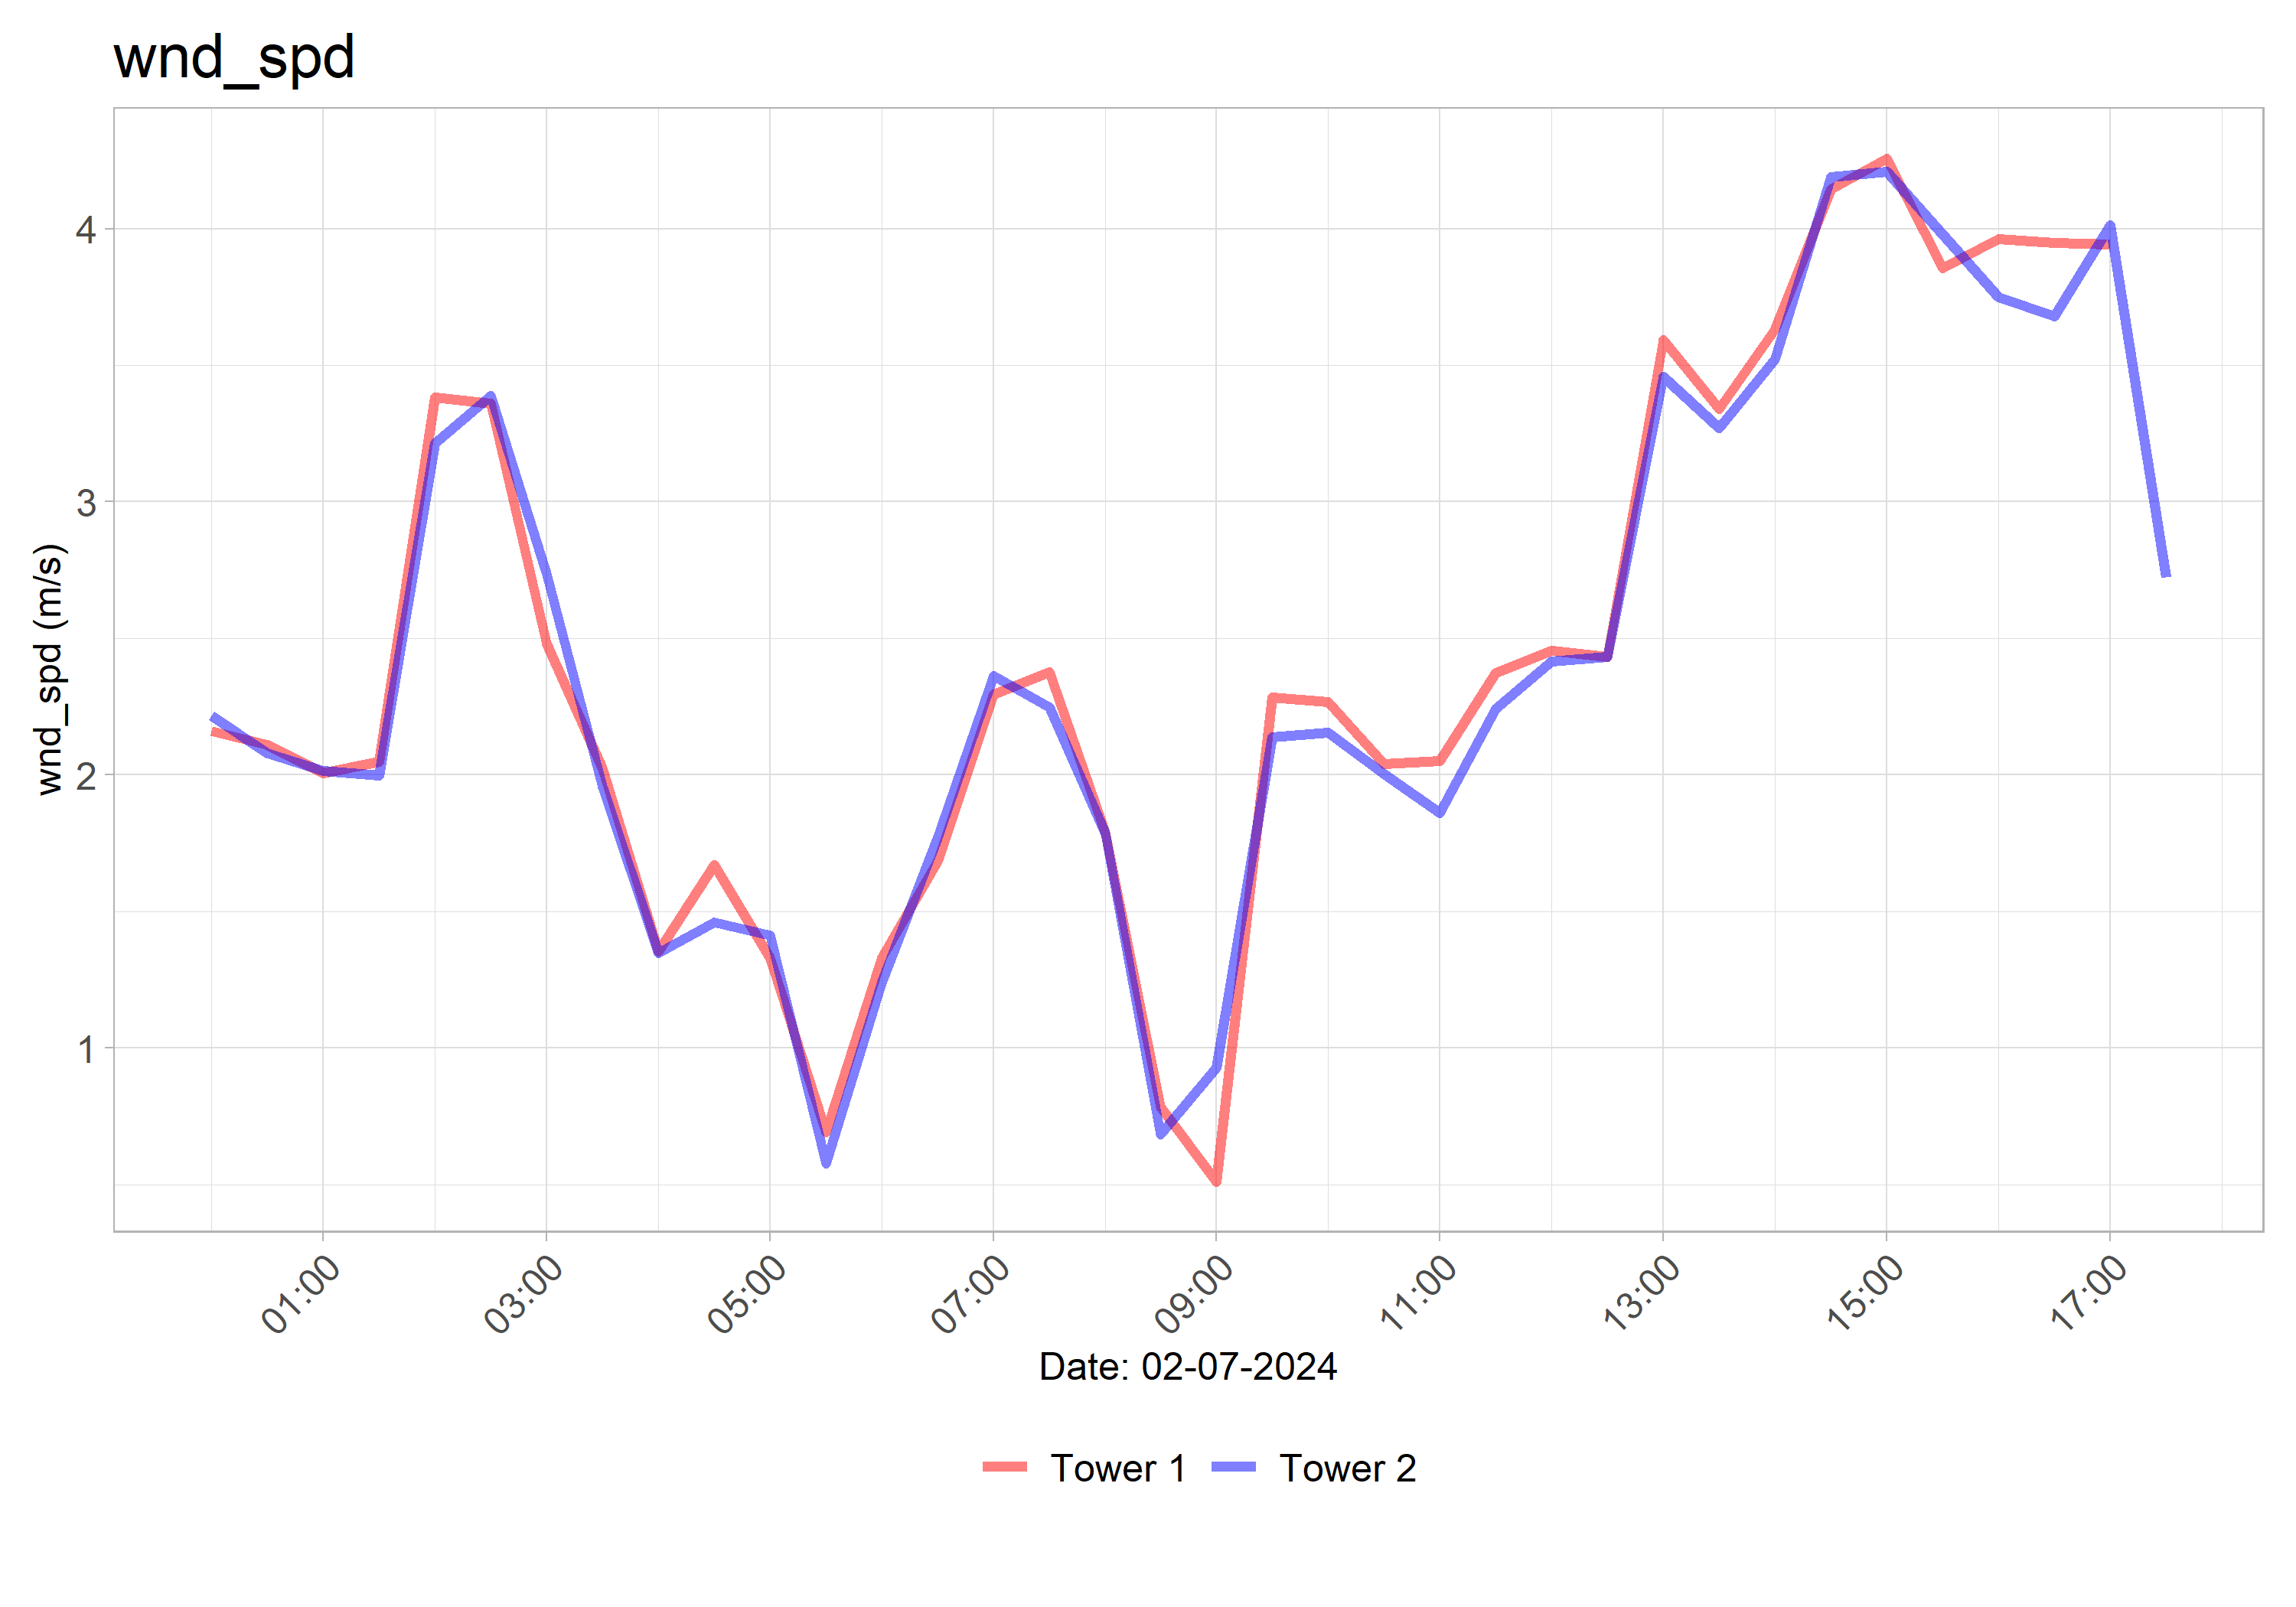 wnd_spd
wnd_spd (m/s)
4
3
2
1
01:00 03:00 05:00 07:00 09:00 11:00 13:00 15:00 17:00
Date: 02-07-2024
Tower 1 Tower 2